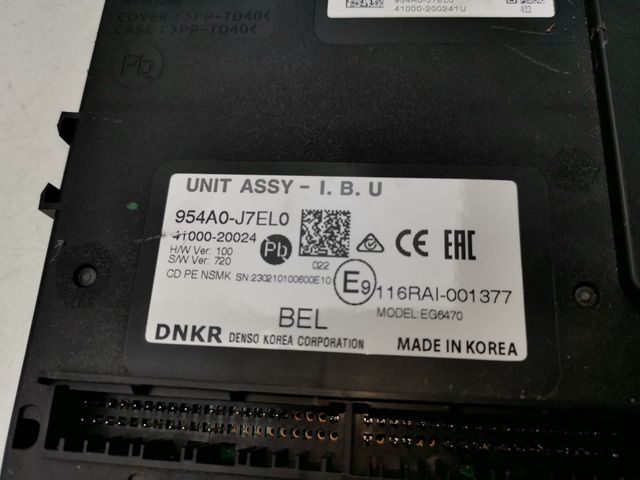 COVER: >PP-TD40<
CASE: >PP-TD40<
Pb
954A0-J7EL0
41000-200241U
022
UNIT ASSY - I. B. U
954A0-J7EL0
41000-20024
Pb
CE
EAC
H/W Ver: 100
S/W Ver: 720
022
CD PE NSMK SN:230210100600E10
E9
116RAI-001377
BEL
MODEL:EG6470
DNKR DENSO KOREA CORPORATION
MADE IN KOREA